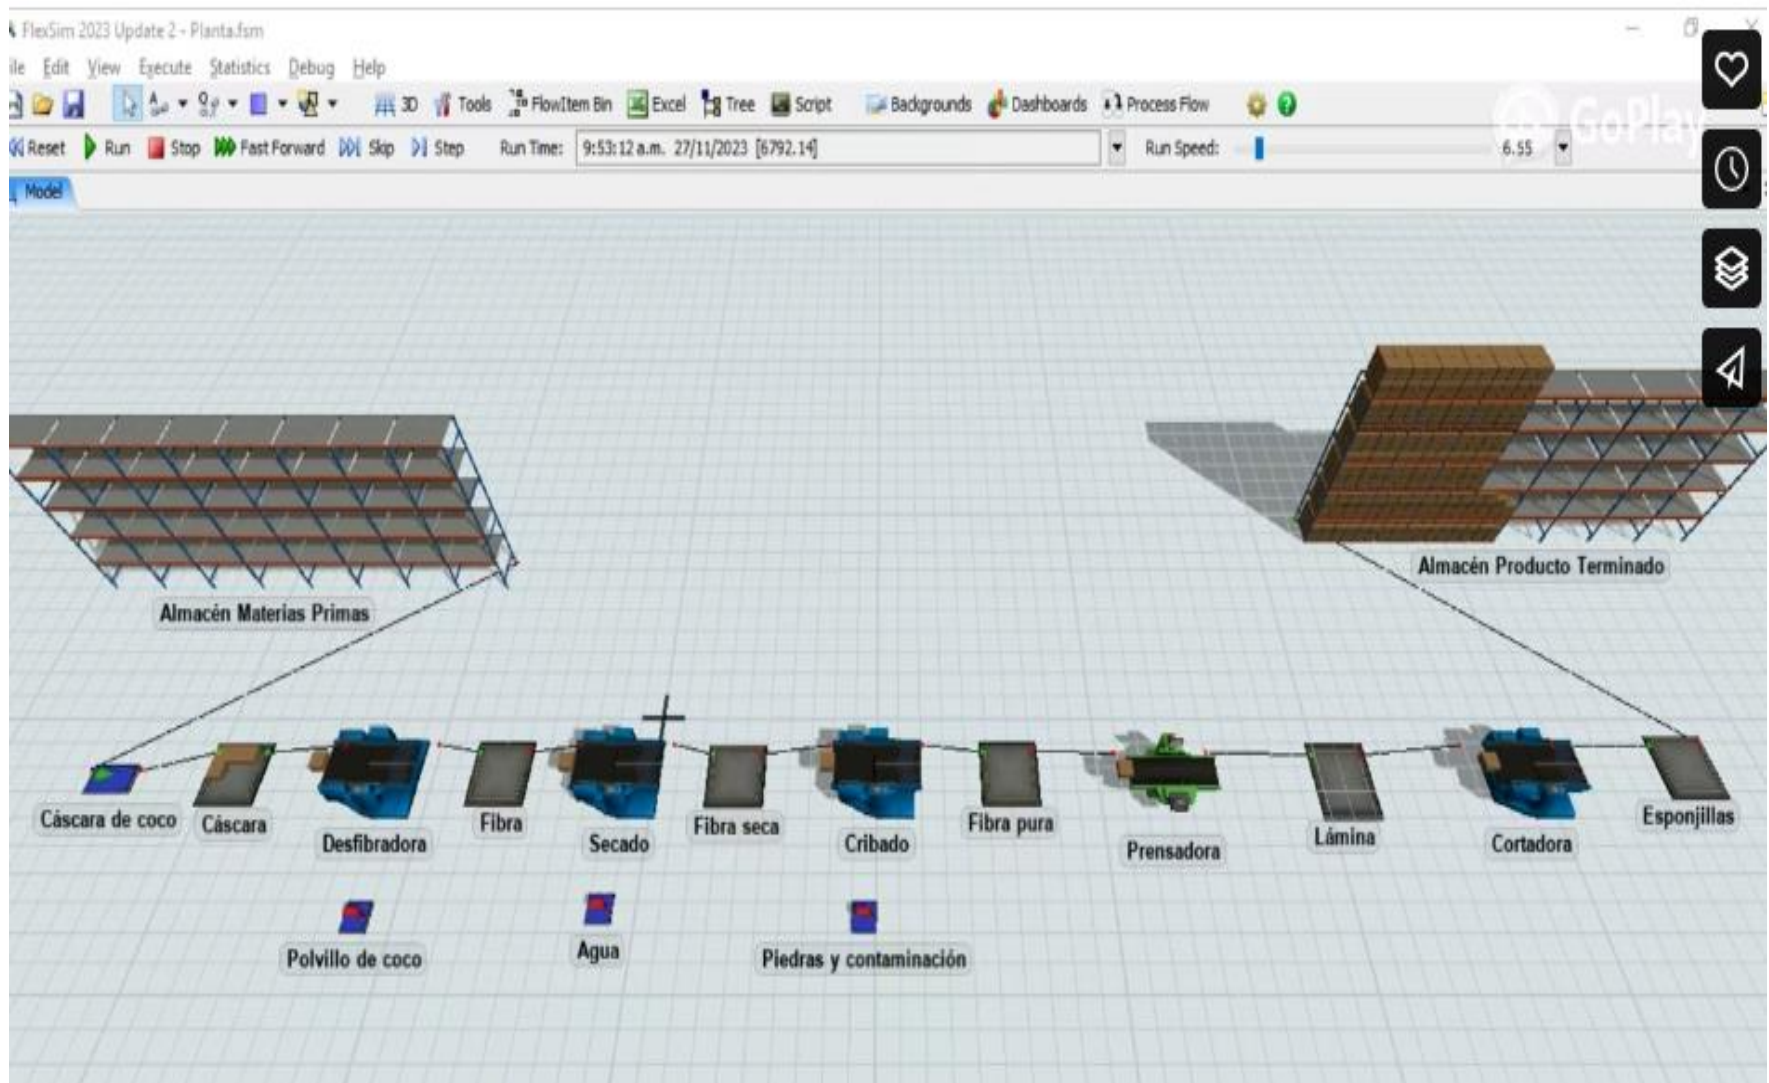 FlexSim 2023 Update 2 - Planta.fsm
ile Edit View Execute Statistics Debug Help
3D Tools FlowItem Bin Excel Tree Script Backgrounds Dashboards Process Flow
GoPlay
Reset Run Stop Fast Forward Skip Step Run Time: 9:53:12 a.m. 27/11/2023 [6792.14] Run Speed: 6.55
Model
Almacén Producto Terminado
Almacén Materias Primas
Cáscara de coco
Cáscara
Desfibradora
Fibra
Secado
Fibra seca
Cribado
Fibra pura
Prensadora
Lámina
Cortadora
Esponjillas
Polvillo de coco
Agua
Piedras y contaminación